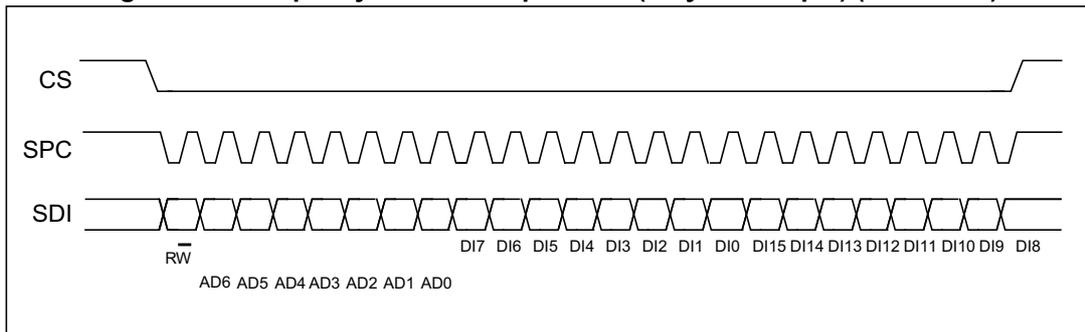 CS
SPC
SDI
DI7 DI6 DI5 DI4 DI3 DI2 DI1 DI0 DI15 DI14 DI13 DI12 DI11 DI10 DI9 DI8
RW
AD6 AD5 AD4 AD3 AD2 AD1 AD0